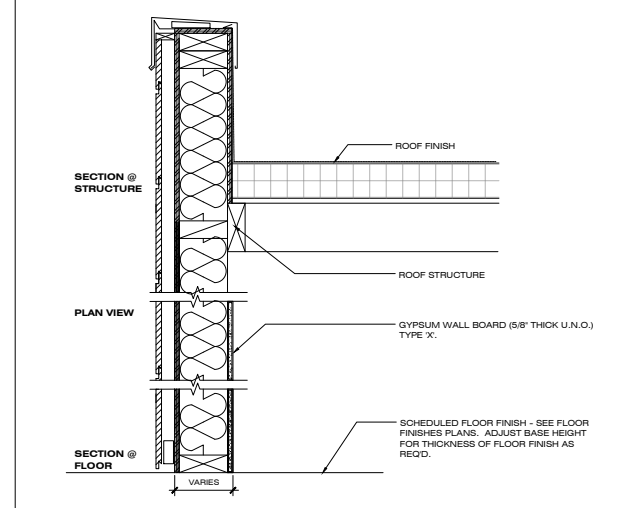 ROOF FINISH
SECTION @
STRUCTURE
ROOF STRUCTURE
PLAN VIEW
GYPSUM WALL BOARD (5/8" THICK U.N.O.)
TYPE 'X'.
SCHEDULED FLOOR FINISH - SEE FLOOR
FINISHES PLANS. ADJUST BASE HEIGHT
FOR THICKNESS OF FLOOR FINISH AS
REQ'D.
SECTION @
FLOOR
VARIES